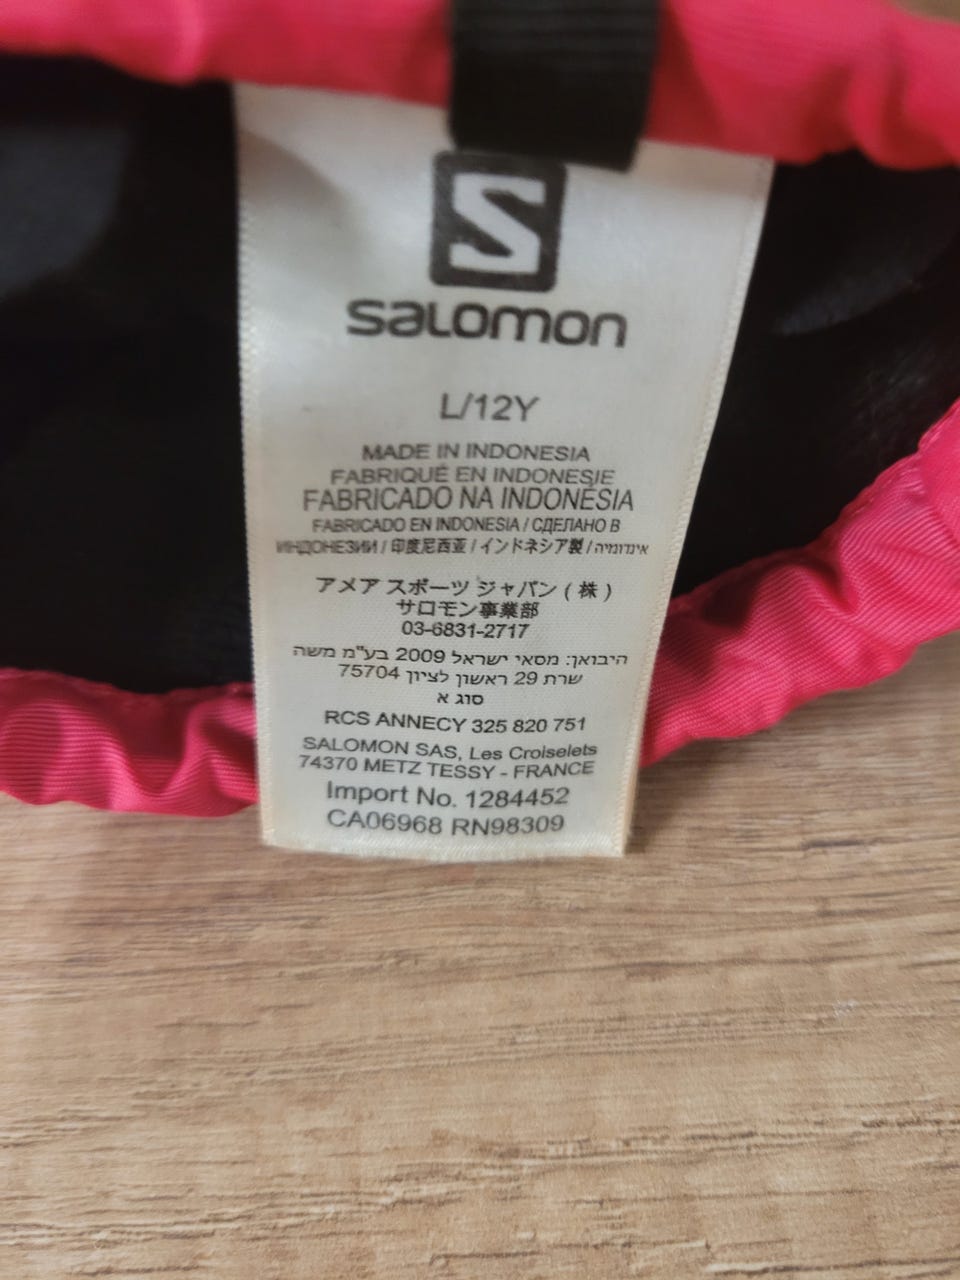 S
salomon
L/12Y
MADE IN INDONESIA
FABRIQUÉ EN INDONESIE
FABRICADO NA INDONÉSIA
FABRICADO EN INDONESIA / СДЕЛАНО В
ИНДОНЕЗИИ / 印度尼西亚 / インドネシア製 / אינדונזיה
アメア スポーツ ジャパン ( 株 )
サロモン事業部
03-6831-2717
היבואן: מסאי ישראל 2009 בע"מ משה
שרת 29 ראשון לציון 75704
סוג א
RCS ANNECY 325 820 751
SALOMON SAS, Les Croiselets
74370 METZ TESSY - FRANCE
Import No. 1284452
CA06968 RN98309